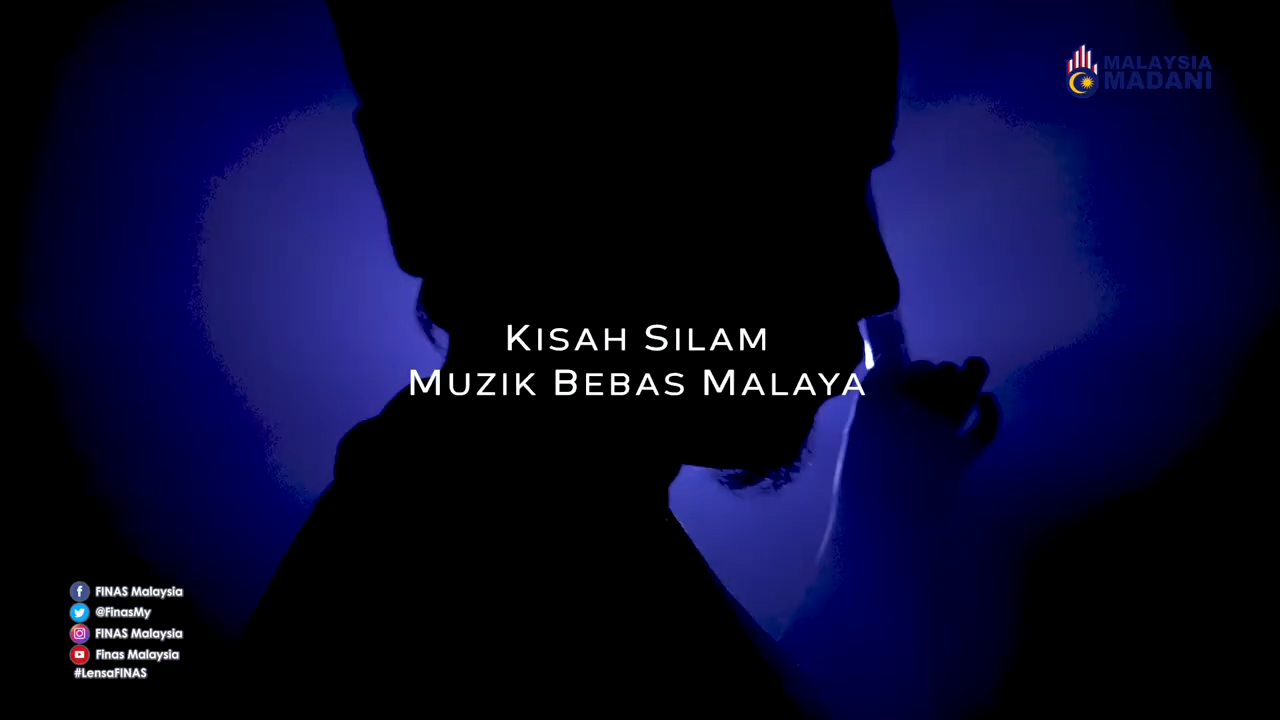 MALAYSIA
MADANI
KISAH SILAM
MUZIK BEBAS MALAYA
FINAS Malaysia
@FinasMy
FINAS Malaysia
Finas Malaysia
#LensaFINAS